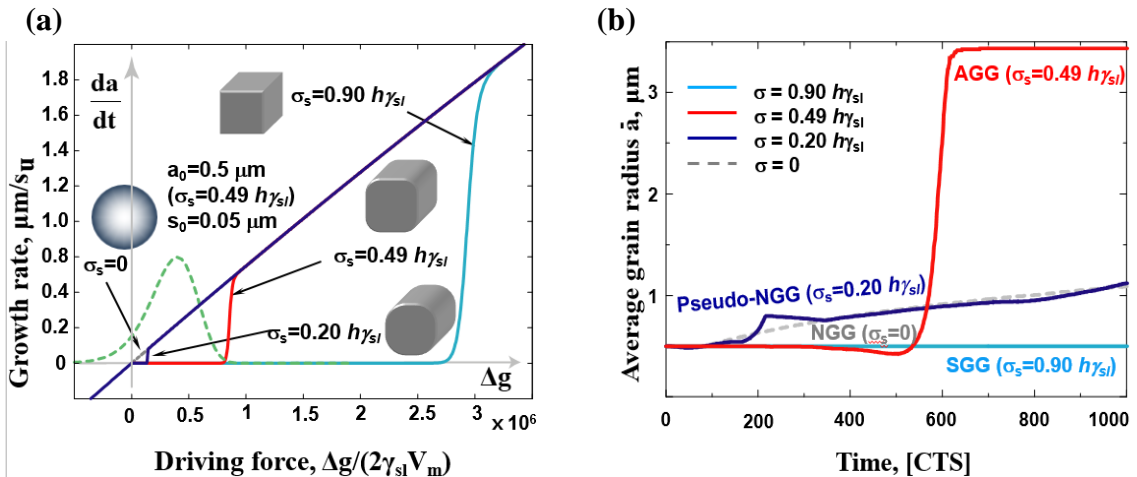 (a)
Growth rate, μm/s
1.8
1.6
1.4
1.2
1.0
0.8
0.6
0.4
0.2
0
da
dt
u
σs=0.90 hγsl
a₀=0.5 μm
(σs=0.49 hγsl)
s₀=0.05 μm
σs=0
σs=0.49 hγsl
σs=0.20 hγsl
Δg
0 0.5 1 1.5 2 2.5 3
x 10⁶
Driving force, Δg/(2γslVm)
(b)
Average grain radius ā, μm
3
2
1
AGG (σs=0.49 hγsl)
σ = 0.90 hγsl
σ = 0.49 hγsl
σ = 0.20 hγsl
σ = 0
Pseudo-NGG (σs=0.20 hγsl)
NGG (σs=0)
SGG (σs=0.90 hγsl)
0 200 400 600 800 1000
Time, [CTS]